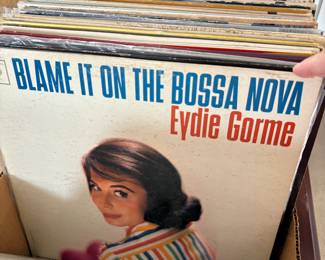 BLAME IT ON THE BOSSA NOVA
Eydie Gorme